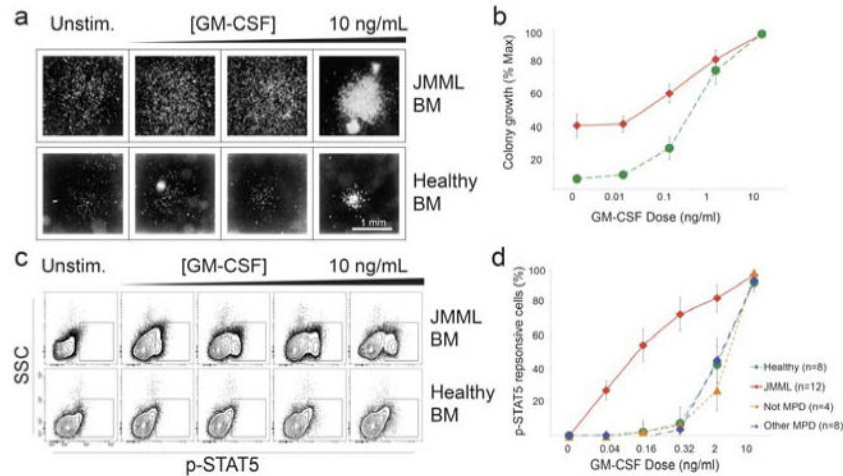 a
Unstim.
[GM-CSF]
10 ng/mL
JMML
BM
Healthy
BM
1 mm
b
Colony growth (% Max)
100
80
60
40
20
0
0.01
0.1
1
10
GM-CSF Dose (ng/ml)
c
Unstim.
[GM-CSF]
10 ng/mL
JMML
BM
Healthy
BM
SSC
p-STAT5
d
p-STAT5 repsonsive cells (%)
100
80
60
40
20
0
0.04
0.16
0.32
2
10
GM-CSF Dose (ng/ml)
Healthy (n=8)
JMML (n=12)
Not MPD (n=4)
Other MPD (n=8)